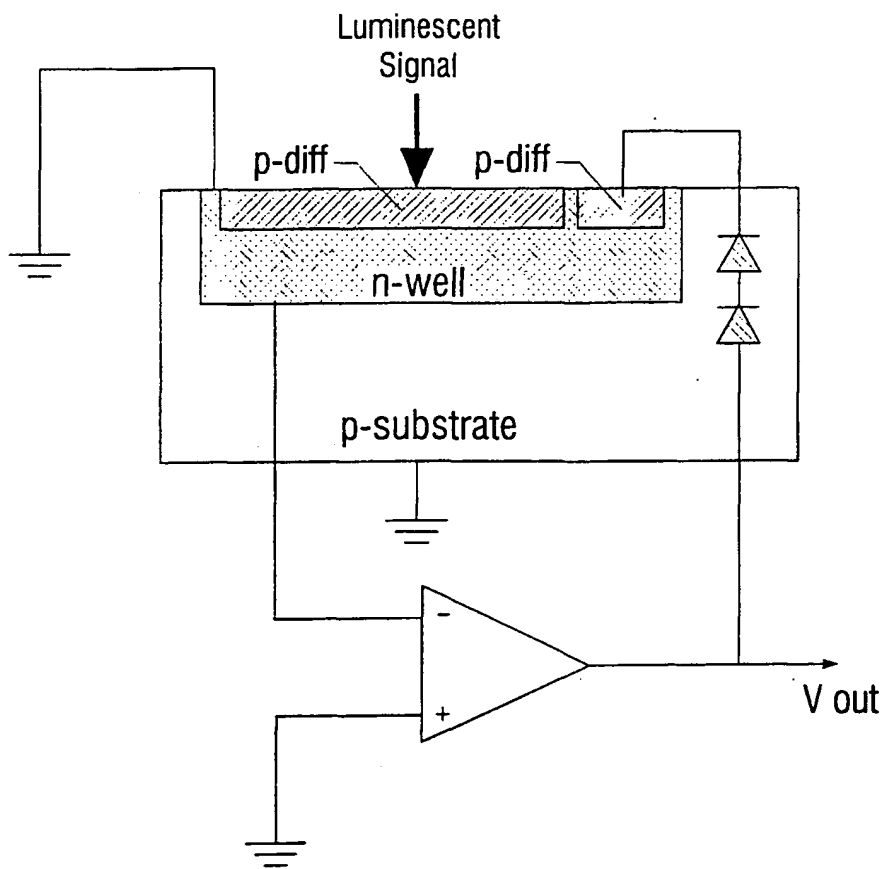 Luminescent
Signal
p-diff
p-diff
n-well
p-substrate
-
+
V out